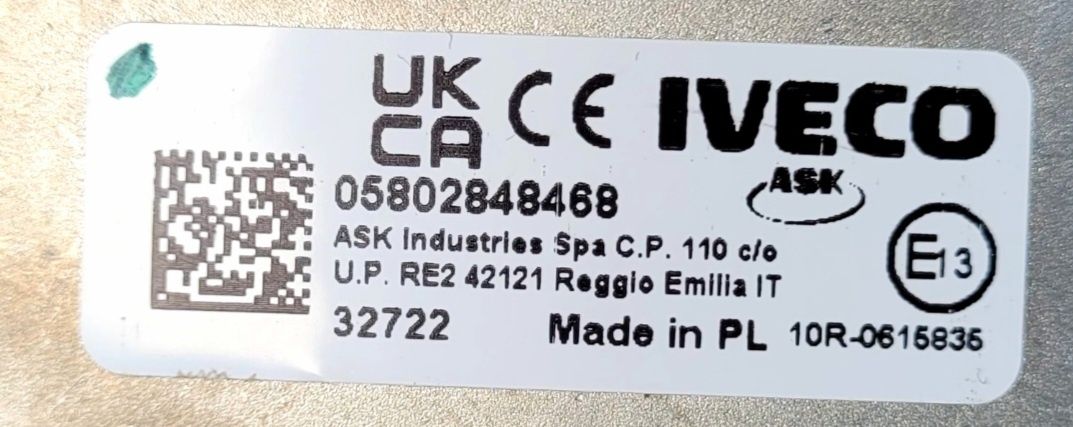 UK
CA
CE IVECO
ASK
05802848468
ASK Industries Spa C.P. 110 c/o
U.P. RE2 42121 Reggio Emilia IT
E13
32722 Made in PL 10R-0615835